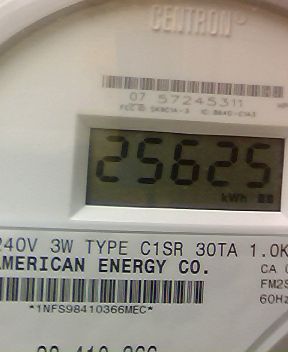 CENTRON®
07 57245311
25625
kWh
240V 3W TYPE C1SR 30TA 1.0K
AMERICAN ENERGY CO.
CA
FM2S
60Hz
*1NFS98410366MEC*